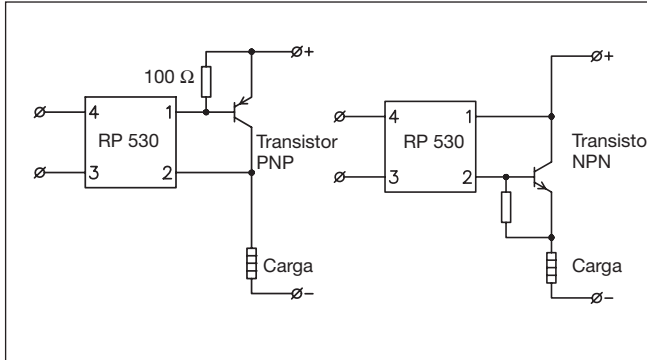 100 Ω
4 1
RP 530
3 2
Transistor
PNP
Carga
+
−
4 1
RP 530
3 2
Transisto
NPN
Carga
+
−